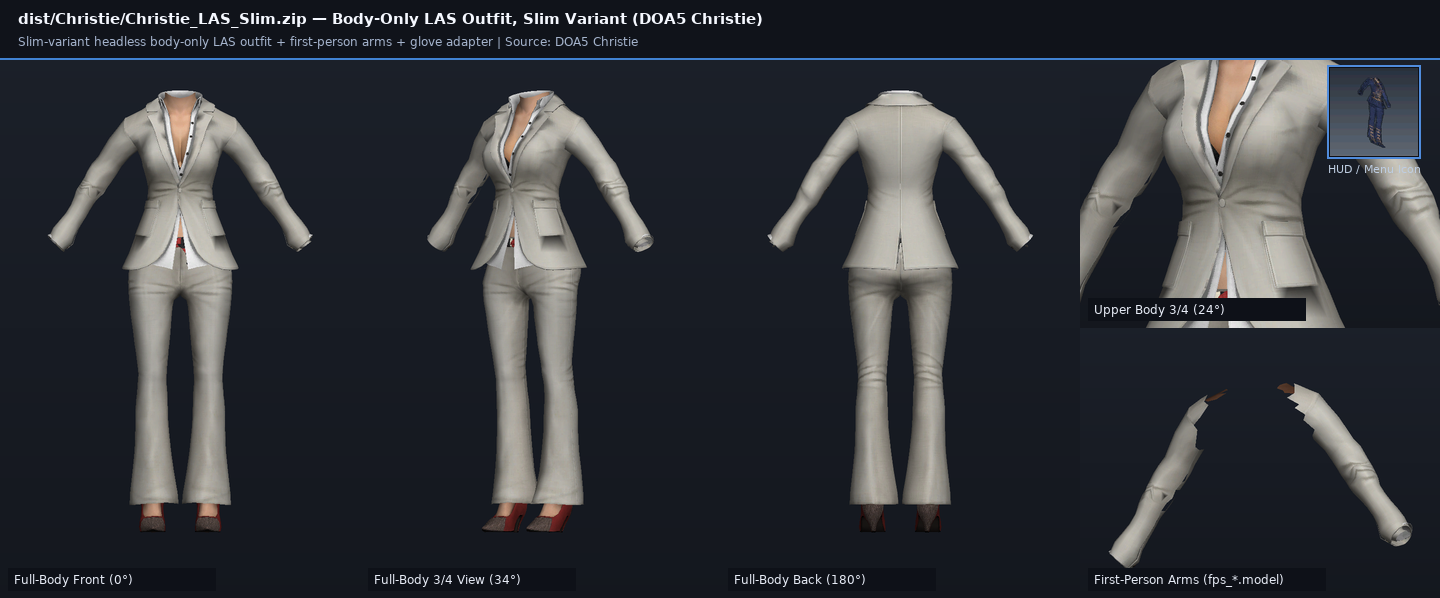 dist/Christie/Christie_LAS_Slim.zip — Body-Only LAS Outfit, Slim Variant (DOA5 Christie)
Slim-variant headless body-only LAS outfit + first-person arms + glove adapter | Source: DOA5 Christie
HUD / Menu Icon
Upper Body 3/4 (24°)
Full-Body Front (0°)
Full-Body 3/4 View (34°)
Full-Body Back (180°)
First-Person Arms (fps_*.model)